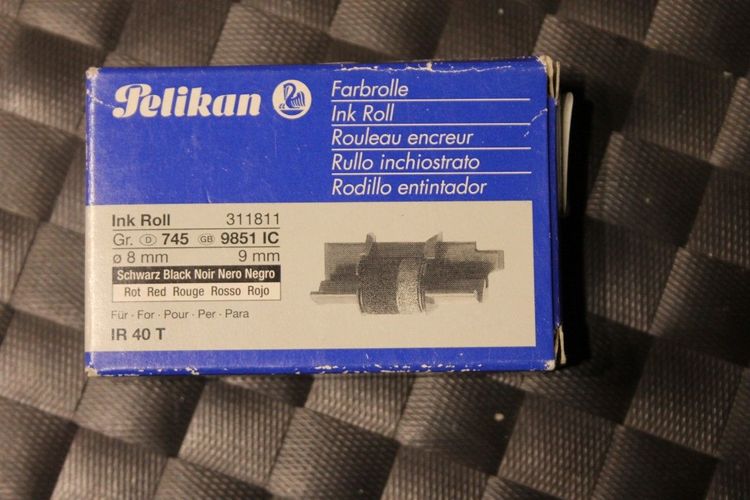 Pelikan
Farbrolle
Ink Roll
Rouleau encreur
Rullo inchiostrato
Rodillo entintador
Ink Roll 311811
Gr. D 745 GB 9851 IC
ø 8 mm 9 mm
Schwarz Black Noir Nero Negro
Rot Red Rouge Rosso Rojo
Für · For · Pour · Per · Para
IR 40 T